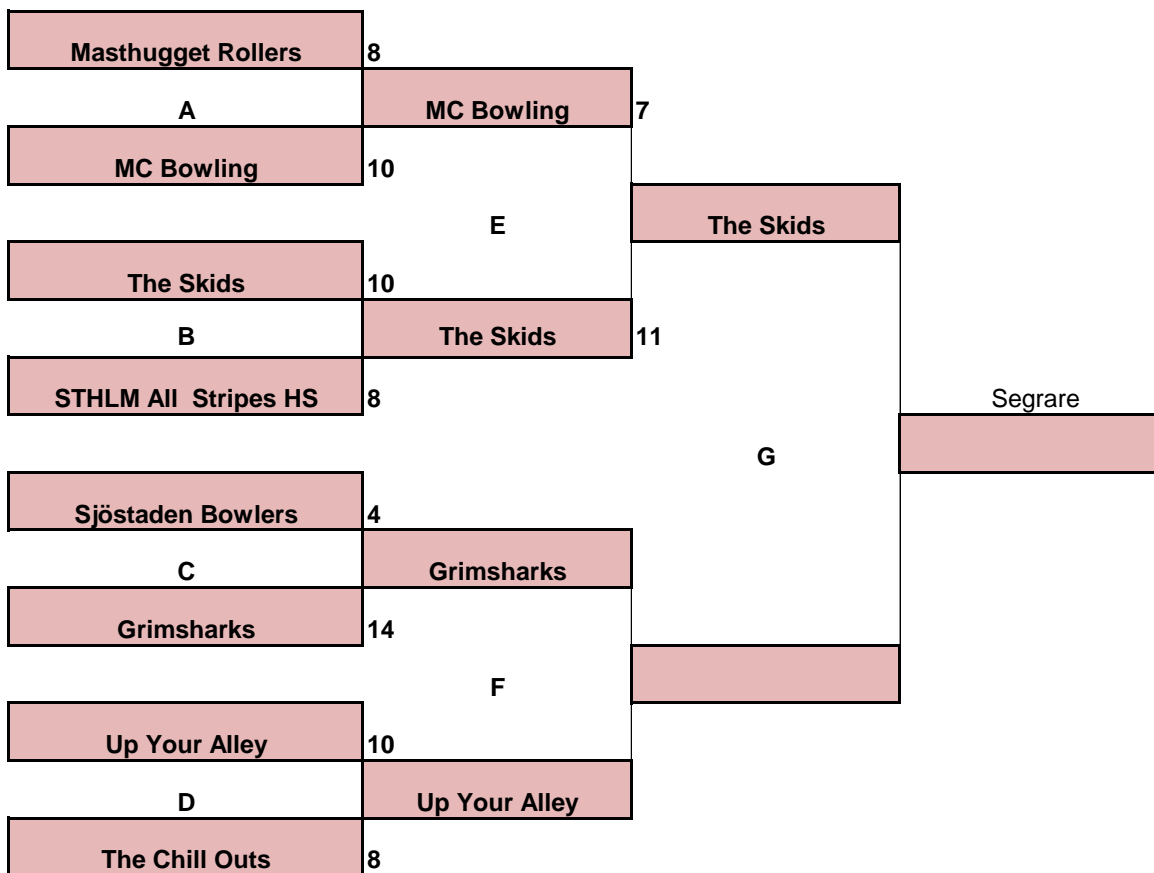 Masthugget Rollers 8
A MC Bowling 7
MC Bowling 10
E The Skids
The Skids 10
B The Skids 11
STHLM All Stripes HS 8 Segrare
G
Sjöstaden Bowlers 4
C Grimsharks
Grimsharks 14
F
Up Your Alley 10
D Up Your Alley
The Chill Outs 8